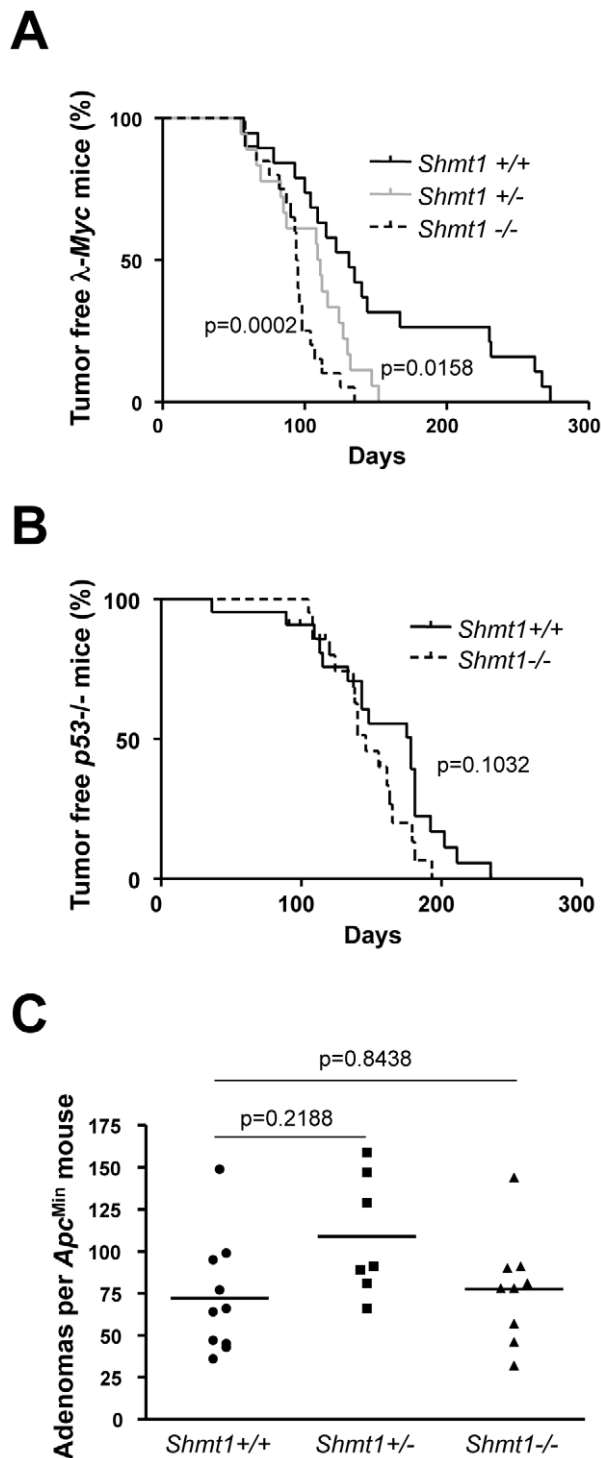 A
Tumor free λ-Myc mice (%)
100
50
0
Shmt1 +/+
Shmt1 +/-
Shmt1 -/-
p=0.0002
p=0.0158
0
100
200
300
Days
B
Tumor free p53-/- mice (%)
100
50
0
Shmt1+/+
Shmt1-/-
p=0.1032
0
100
200
300
Days
C
p=0.8438
p=0.2188
Adenomas per Apc^Min mouse
175
150
125
100
75
50
25
0
Shmt1+/+
Shmt1+/-
Shmt1-/-